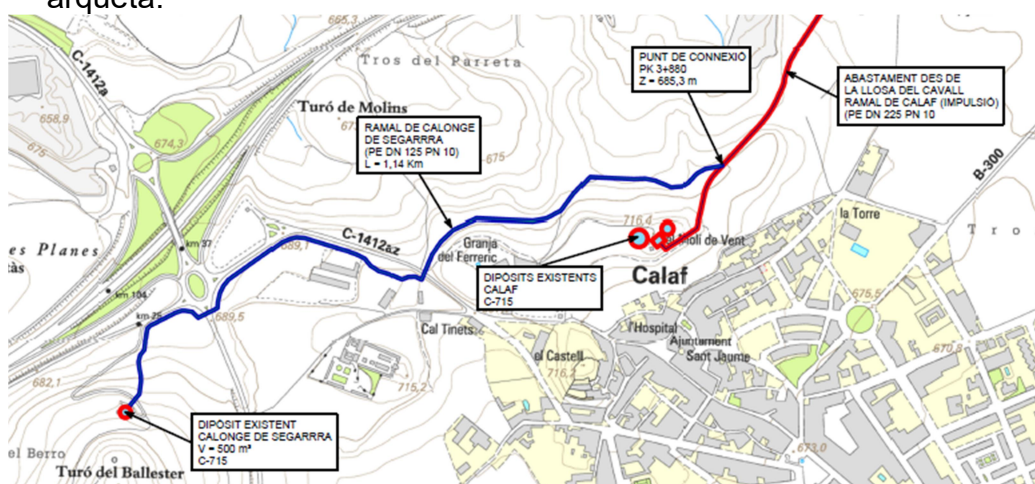 arqueta.
665,3
C-1412a
Tros del Parreta
PUNT DE CONNEXIÓ
PK 3+880
Z = 685,3 m
ABASTAMENT DES DE
LA LLOSA DEL CAVALL
RAMAL DE CALAF (IMPULSIÓ)
(PE DN 225 PN 10
658,9
675
674,3
Turó de Molins
RAMAL DE CALONGE
DE SEGARRRA
(PE DN 125 PN 10)
L = 1,14 Km
675
B-300
la Torre
716,4
el Molí de Vent
es Planes
km 37
689,1
C-1412az
Granja
del Ferreric
DIPÒSITS EXISTENTS
CALAF
C-715
Calaf
T r o
km 104
km 25
689,5
675,5
Cal Tinets
l'Hospital
Ajuntament
Sant Jaume
670,8
el Castell
716,2
682,1
715,2
DIPÒSIT EXISTENT
CALONGE DE SEGARRRA
V = 500 m³
C-715
el Berro
Turó del Ballester
673,0